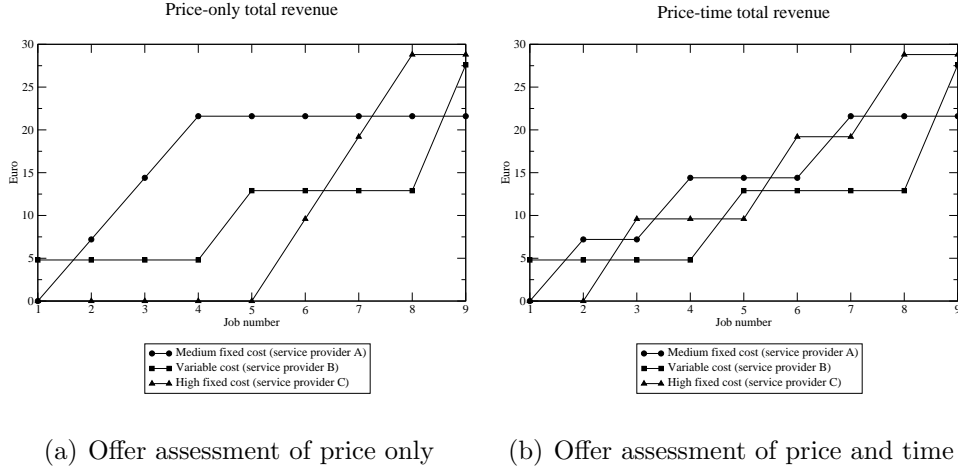 Price-only total revenue
30
25
20
15
10
5
0
Euro
1 2 3 4 5 6 7 8 9
Job number
Medium fixed cost (service provider A)
Variable cost (service provider B)
High fixed cost (service provider C)
(a) Offer assessment of price only
Price-time total revenue
30
25
20
15
10
5
0
Euro
1 2 3 4 5 6 7 8 9
Job number
Medium fixed cost (service provider A)
Variable cost (service provider B)
High fixed cost (service provider C)
(b) Offer assessment of price and time